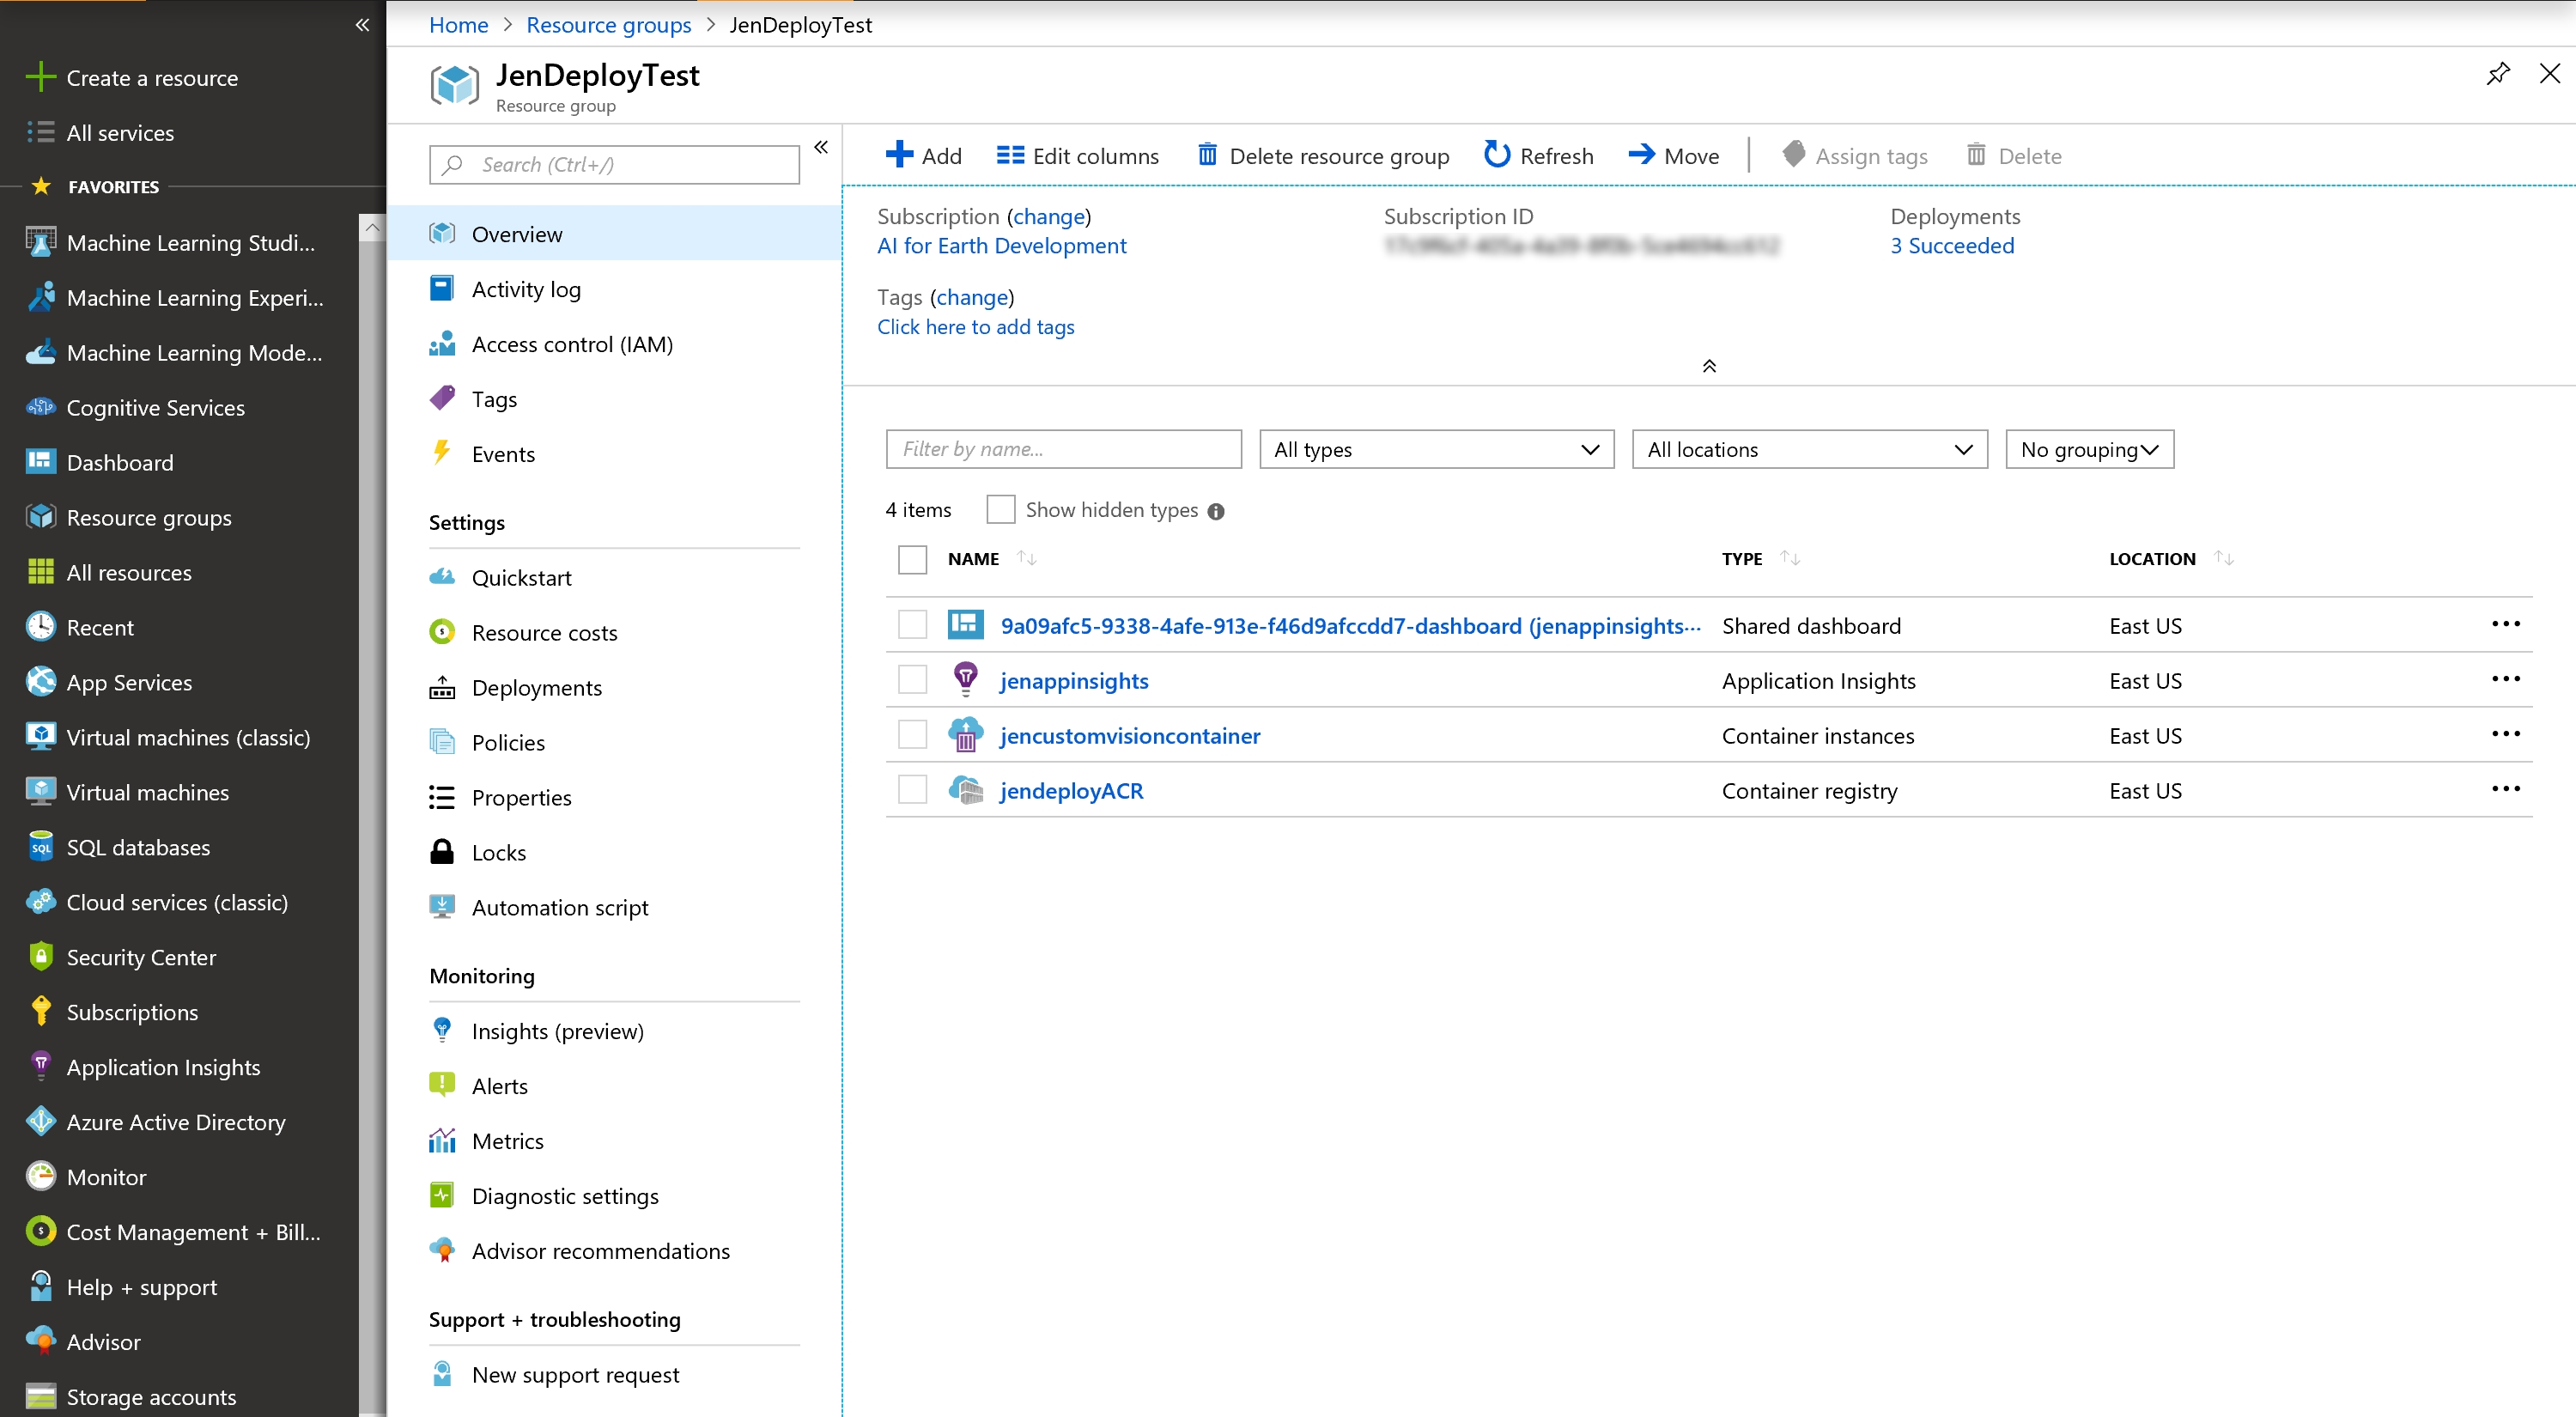 Home > Resource groups > JenDeployTest
JenDeployTest
Resource group
Create a resource
All services
FAVORITES
Machine Learning Studi...
Machine Learning Experi...
Machine Learning Mode...
Cognitive Services
Dashboard
Resource groups
All resources
Recent
App Services
Virtual machines (classic)
Virtual machines
SQL databases
Cloud services (classic)
Security Center
Subscriptions
Application Insights
Azure Active Directory
Monitor
Cost Management + Bill...
Help + support
Advisor
Storage accounts
Search (Ctrl+/)
Overview
Activity log
Access control (IAM)
Tags
Events
Settings
Quickstart
Resource costs
Deployments
Policies
Properties
Locks
Automation script
Monitoring
Insights (preview)
Alerts
Metrics
Diagnostic settings
Advisor recommendations
Support + troubleshooting
New support request
Add Edit columns Delete resource group Refresh Move Assign tags Delete
Subscription (change) Subscription ID Deployments
AI for Earth Development 3 Succeeded
Tags (change)
Click here to add tags
Filter by name... All types All locations No grouping
4 items Show hidden types
NAME TYPE LOCATION
9a09afc5-9338-4afe-913e-f46d9afccdd7-dashboard (jenappinsights··· Shared dashboard East US
jenappinsights Application Insights East US
jencustomvisioncontainer Container instances East US
jendeployACR Container registry East US